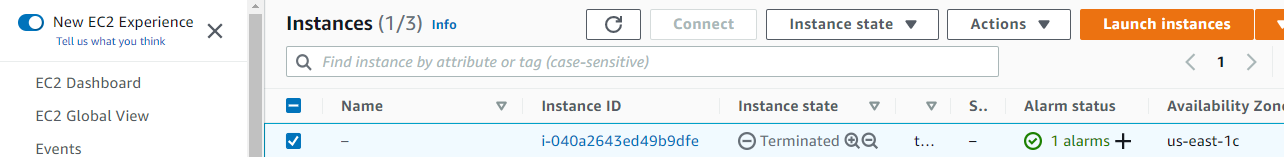 New EC2 Experience
Tell us what you think
EC2 Dashboard
EC2 Global View
Events
Instances (1/3) Info
Connect
Instance state
Actions
Launch instances
Find instance by attribute or tag (case-sensitive)
1
Name Instance ID Instance state S.. Alarm status Availability Zone
– i-040a2643ed49b9dfe Terminated t... – 1 alarms us-east-1c